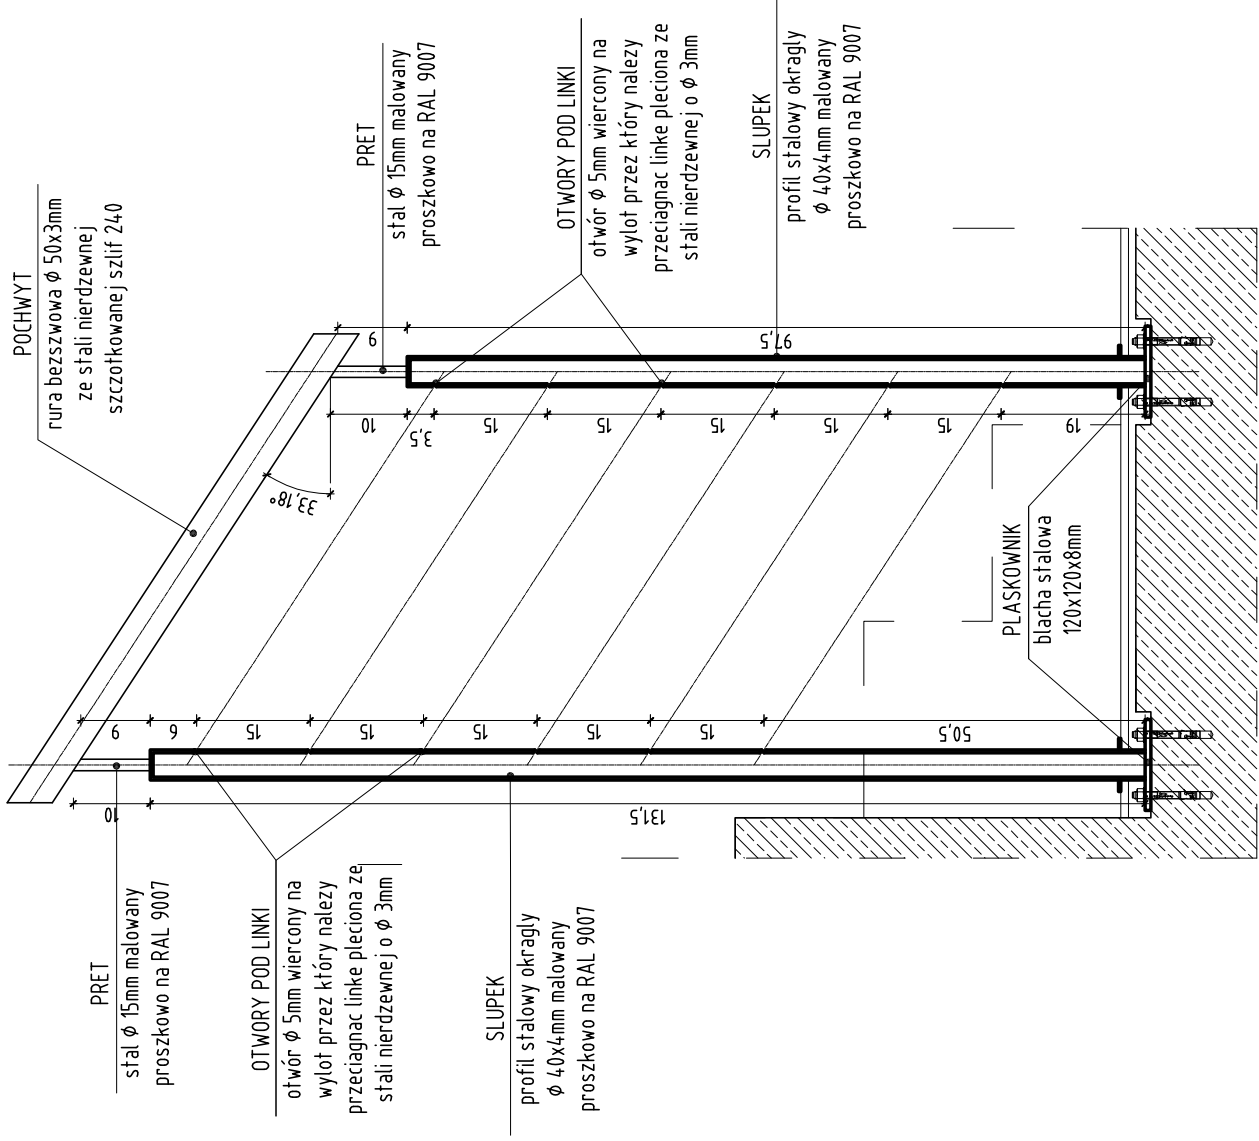 POCHWYT
rura bezszwowa ϕ 50x3mm
ze stali nierdzewnej
szczotkowanej szlif 240
PRET
stal ϕ 15mm malowany
proszkowo na RAL 9007
OTWORY POD LINKI
otwór ϕ 5mm wiercony na
wylot przez który nalezy
przeciagnac linke pleciona ze
stali nierdzewnej o ϕ 3mm
SLUPEK
profil stalowy okragly
ϕ 40x4mm malowany
proszkowo na RAL 9007
9
97,5
10
3,5
15
15
15
15
15
19
33,18°
PLASKOWNIK
blacha stalowa
120x120x8mm
9
6
15
15
15
15
15
50,5
10
131,5
PRET
stal ϕ 15mm malowany
proszkowo na RAL 9007
OTWORY POD LINKI
otwór ϕ 5mm wiercony na
wylot przez który nalezy
przeciagnac linke pleciona ze
stali nierdzewnej o ϕ 3mm
SLUPEK
profil stalowy okragly
ϕ 40x4mm malowany
proszkowo na RAL 9007